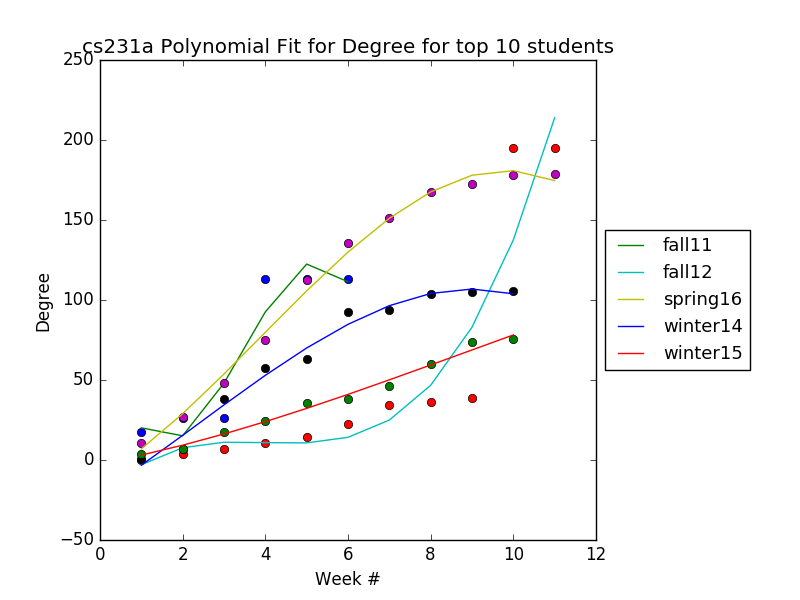 cs231a Polynomial Fit for Degree for top 10 students
250
200
150
100
50
0
−50
Degree
0 2 4 6 8 10 12
Week #
fall11
fall12
spring16
winter14
winter15